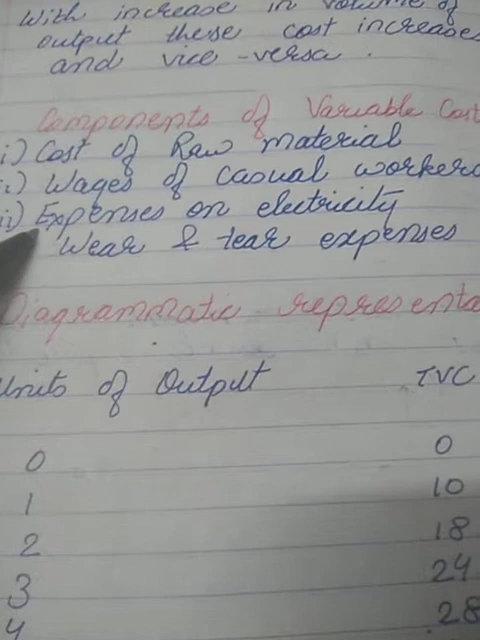 With increase in volume of
output these cost increases
and vice-versa.
Components of Variable Cost
i) Cost of Raw material
ii) Wages of casual workers
iii) Expenses on electricity
Wear & tear expenses
Diagrammatic representa
Units of Output TVC
0 0
1 10
2 18
3 24
4 28